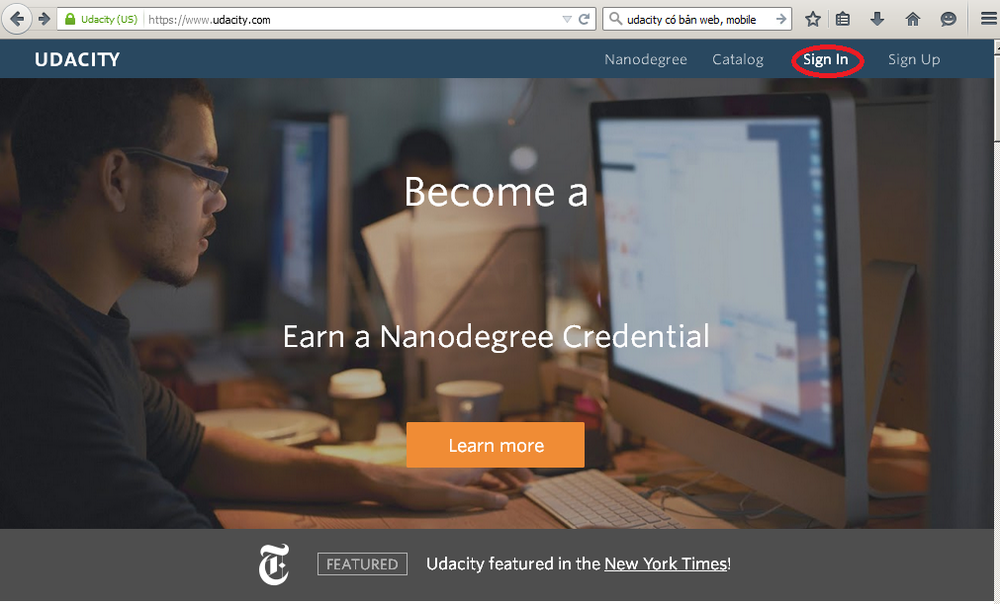 Udacity (US)
https://www.udacity.com
udacity có bản web, mobile
UDACITY
Nanodegree
Catalog
Sign In
Sign Up
Become a
Earn a Nanodegree Credential
Learn more
FEATURED
Udacity featured in the New York Times!